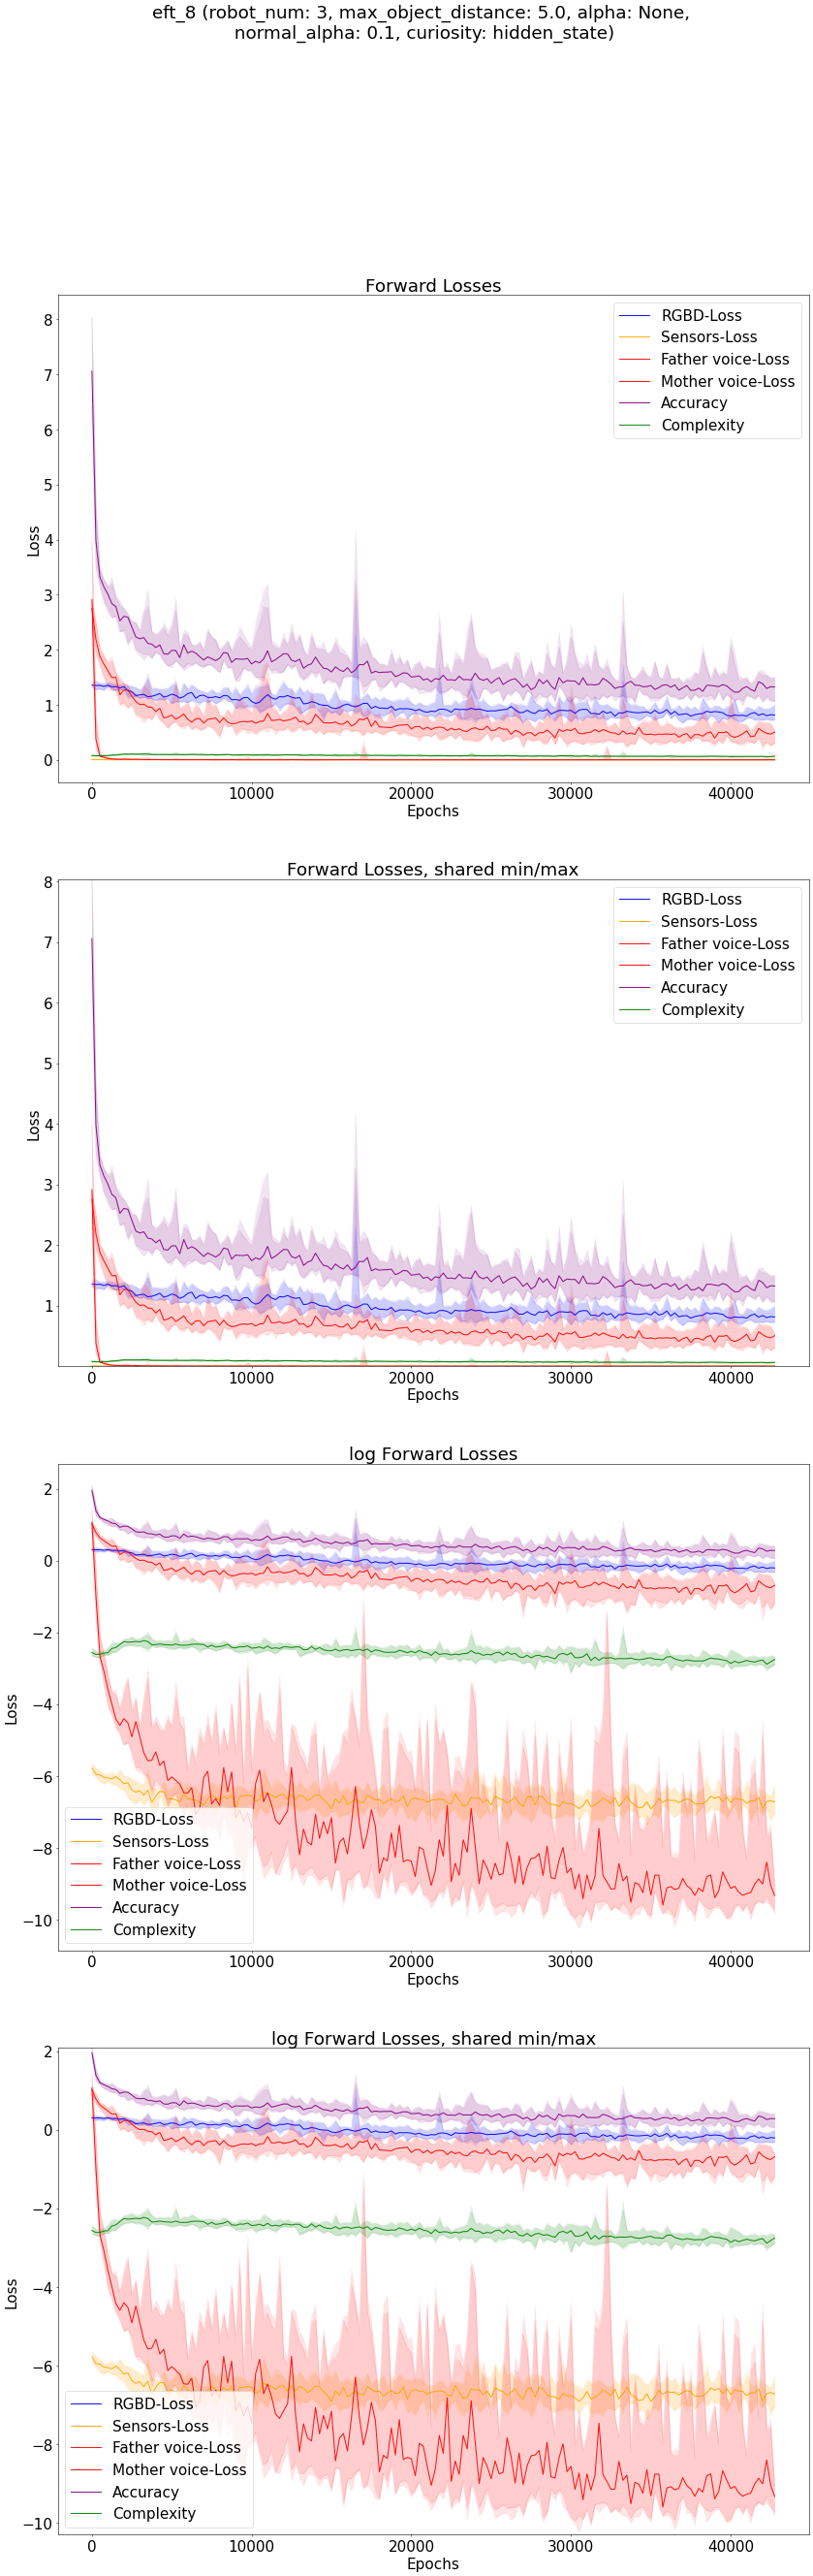 eft_8 (robot_num: 3, max_object_distance: 5.0, alpha: None,
normal_alpha: 0.1, curiosity: hidden_state)
Forward Losses
8
7
6
5
4
3
2
1
0
Loss
RGBD-Loss
Sensors-Loss
Father voice-Loss
Mother voice-Loss
Accuracy
Complexity
0 10000 20000 30000 40000
Epochs
Forward Losses, shared min/max
8
7
6
5
4
3
2
1
Loss
RGBD-Loss
Sensors-Loss
Father voice-Loss
Mother voice-Loss
Accuracy
Complexity
0 10000 20000 30000 40000
Epochs
log Forward Losses
2
0
−2
−4
−6
−8
−10
Loss
RGBD-Loss
Sensors-Loss
Father voice-Loss
Mother voice-Loss
Accuracy
Complexity
0 10000 20000 30000 40000
Epochs
log Forward Losses, shared min/max
2
0
−2
−4
−6
−8
−10
Loss
RGBD-Loss
Sensors-Loss
Father voice-Loss
Mother voice-Loss
Accuracy
Complexity
0 10000 20000 30000 40000
Epochs